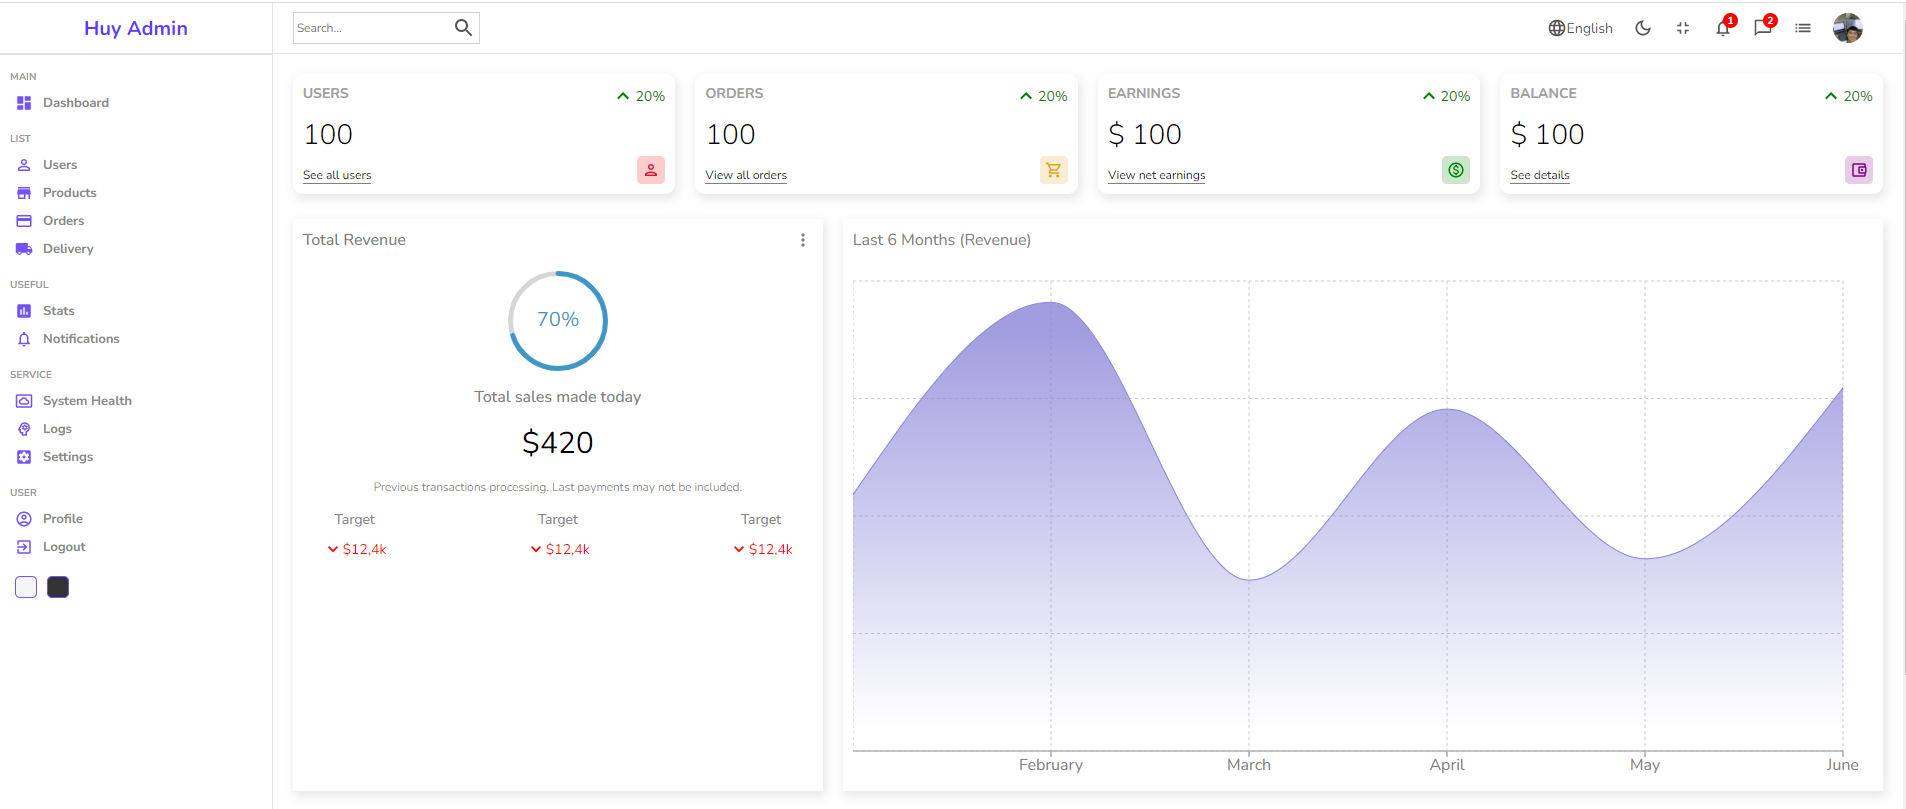 Huy Admin
Search...
English
1
2
MAIN
Dashboard
LIST
Users
Products
Orders
Delivery
USEFUL
Stats
Notifications
SERVICE
System Health
Logs
Settings
USER
Profile
Logout
USERS
20%
100
See all users
ORDERS
20%
100
View all orders
EARNINGS
20%
$ 100
View net earnings
BALANCE
20%
$ 100
See details
Total Revenue
70%
Total sales made today
$420
Previous transactions processing. Last payments may not be included.
Target Target Target
$12,4k $12,4k $12,4k
Last 6 Months (Revenue)
February March April May June